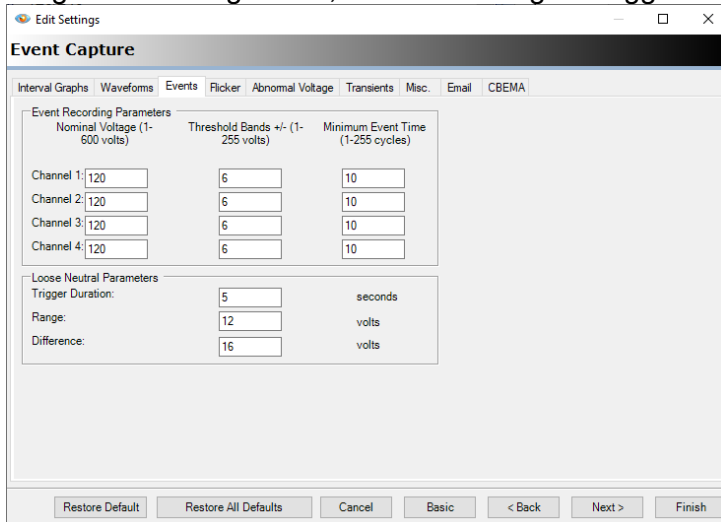 Edit Settings
Event Capture
Interval Graphs Waveforms Events Flicker Abnormal Voltage Transients Misc. Email CBEMA
Event Recording Parameters
Nominal Voltage (1- Threshold Bands +/- (1- Minimum Event Time
600 volts) 255 volts) (1-255 cycles)
Channel 1: 120 6 10
Channel 2: 120 6 10
Channel 3: 120 6 10
Channel 4: 120 6 10
Loose Neutral Parameters
Trigger Duration: 5 seconds
Range: 12 volts
Difference: 16 volts
Restore Default Restore All Defaults Cancel Basic < Back Next > Finish